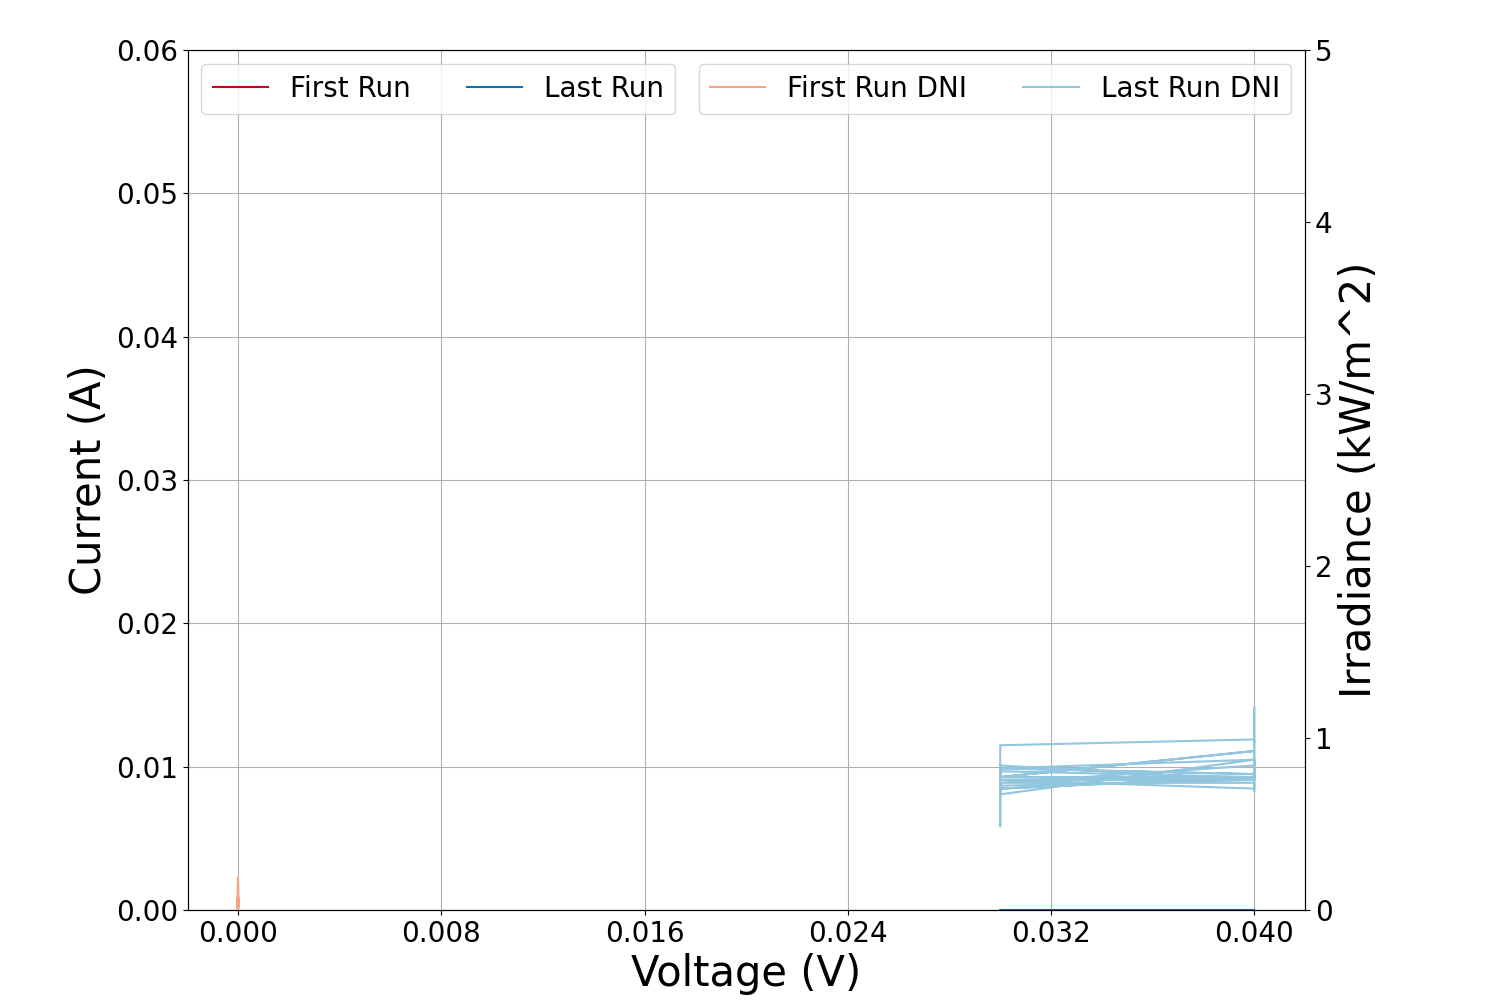 First Run
Last Run
First Run DNI
Last Run DNI
0.06
0.05
0.04
0.03
0.02
0.01
0.00
Current (A)
5
4
3
2
1
0
Irradiance (kW/m^2)
0.000
0.008
0.016
0.024
0.032
0.040
Voltage (V)